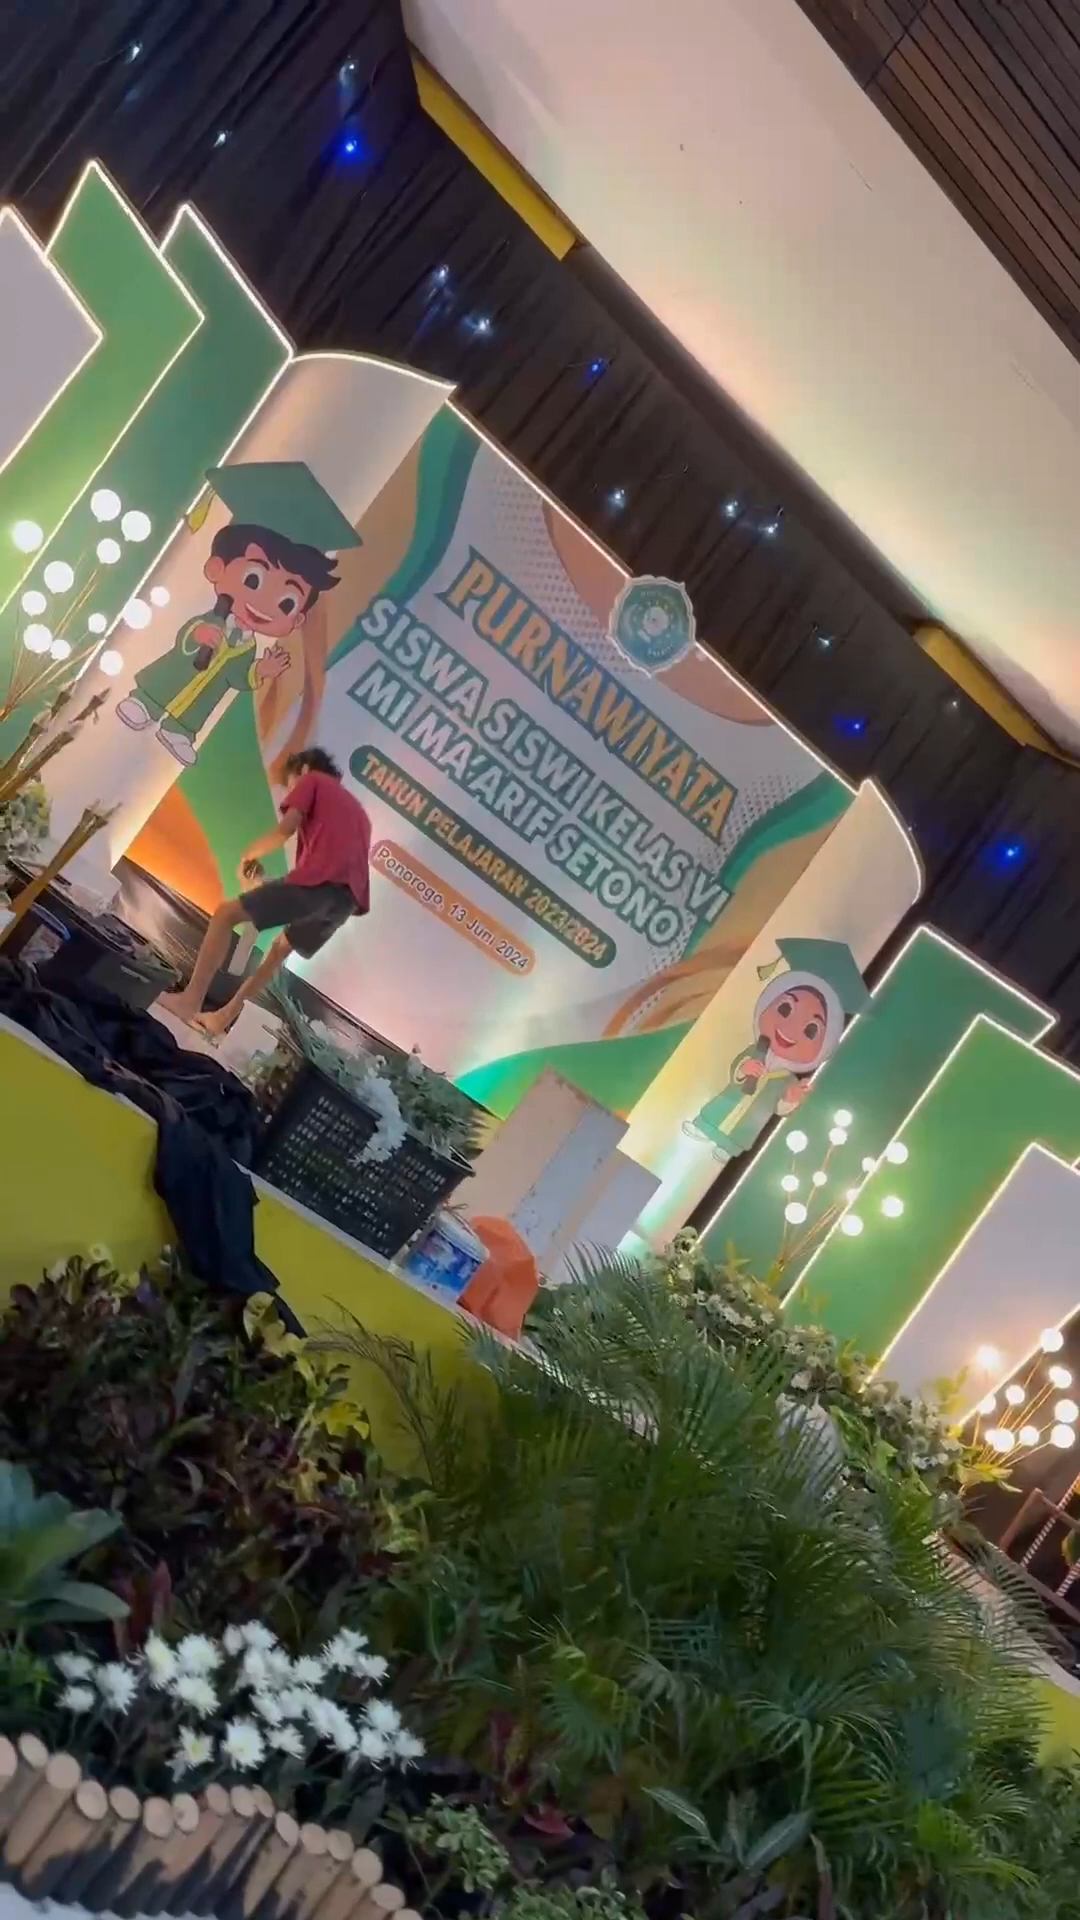 PURNAWIYATA
SISWA SISWI KELAS VI
MI MA'ARIF SETONO
TAHUN PELAJARAN 2023/2024
Ponorogo, 13 Juni 2024